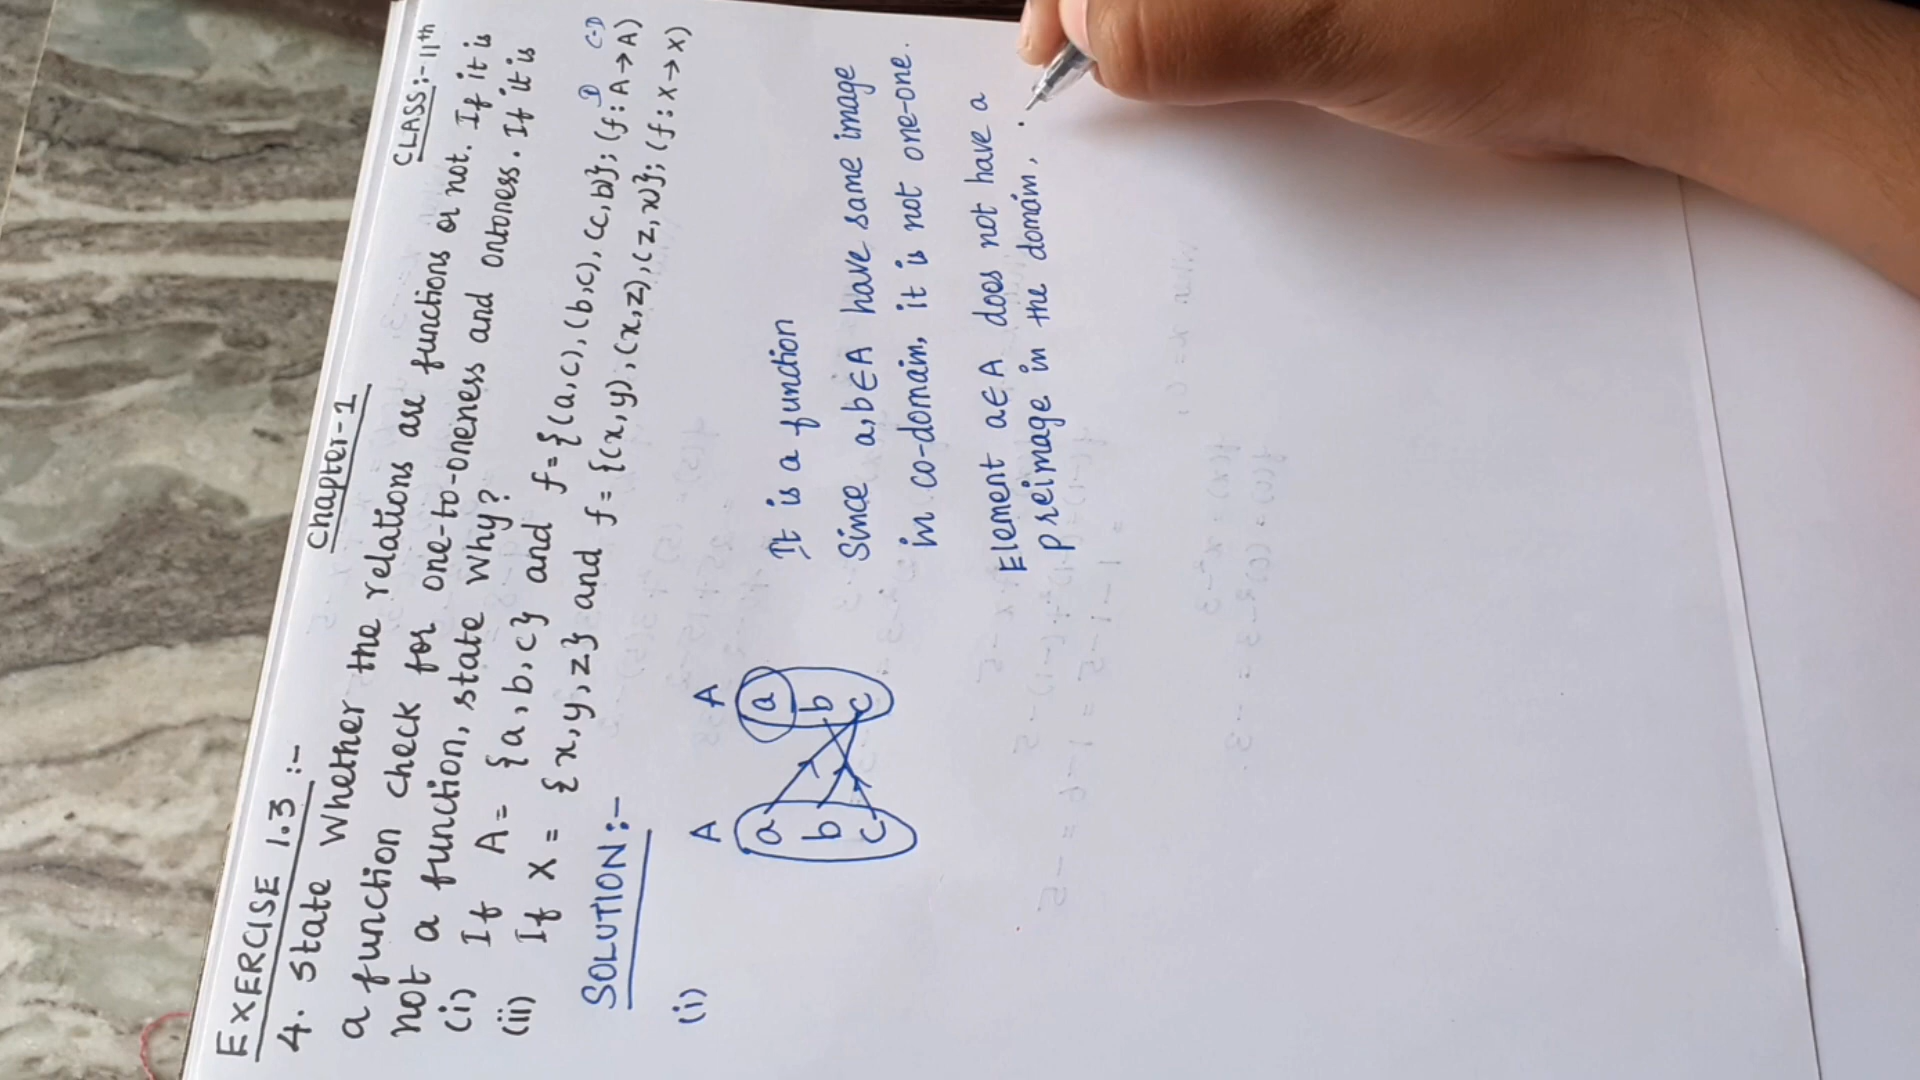 Chapter-1
CLASS:- 11th
EXERCISE 1.3 :-
4. State Whether the relations are functions or not. If it is
a function check for one-to-oneness and ontoness. If it is
not a function, state why?
(i) If A = {a, b, c} and f = {(a,c), (b,c), (c,b)}; (f: A→A)
D C-D
(ii) If X = {x, y, z} and f = {(x,y), (x,z), (z,x)}; (f: X→X)
SOLUTION:-
(i)
A A
a a
b b
c c
It is a function
Since a,b∈A have same image
in co-domain, it is not one-one.
Element a∈A does not have a
Preimage in the domain,